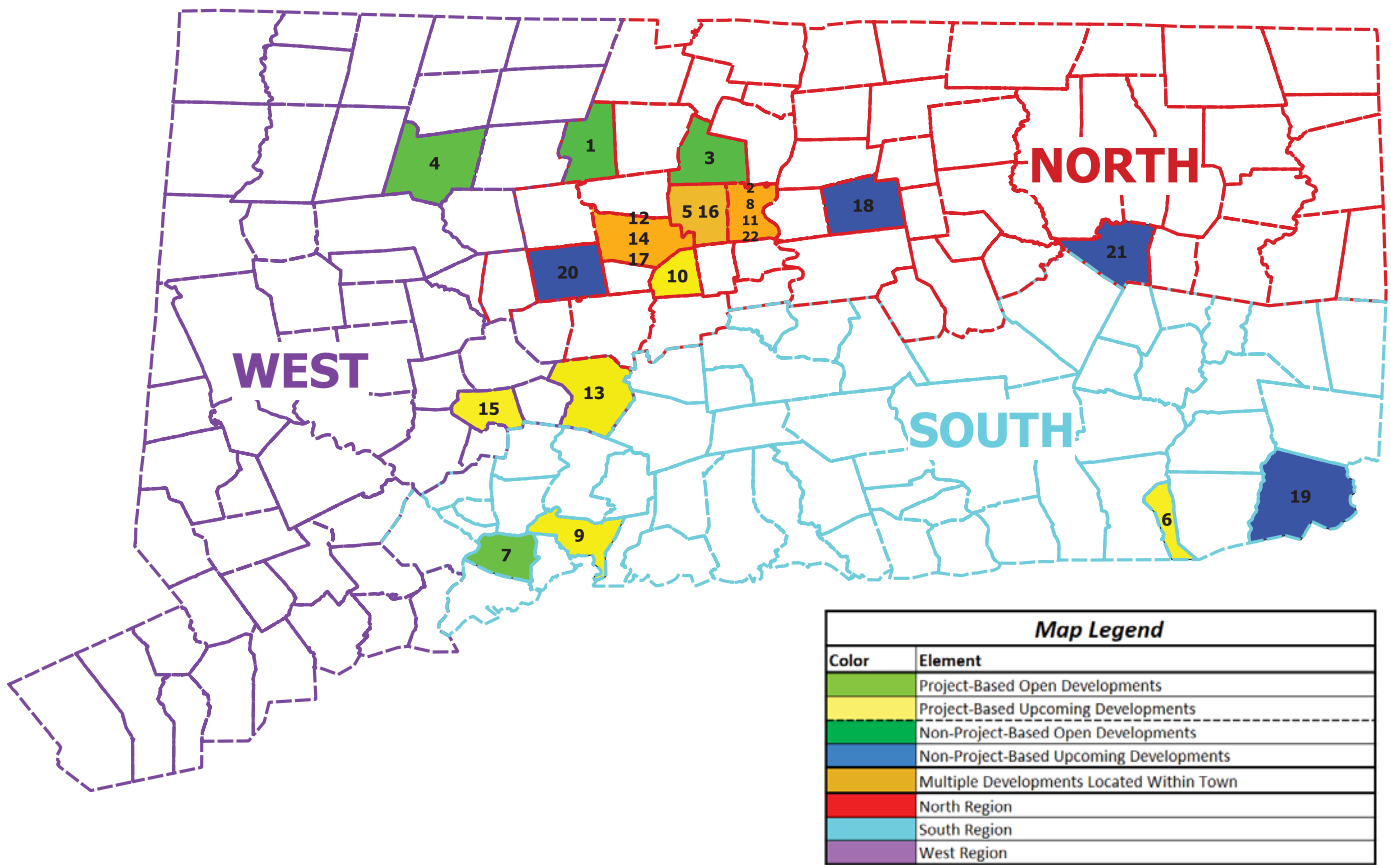 1
3
4
NORTH
2
8
11
22
5 16
18
12
14
17
21
20
10
WEST
13
15
SOUTH
19
6
9
7
Map Legend
Color Element
Project-Based Open Developments
Project-Based Upcoming Developments
Non-Project-Based Open Developments
Non-Project-Based Upcoming Developments
Multiple Developments Located Within Town
North Region
South Region
West Region